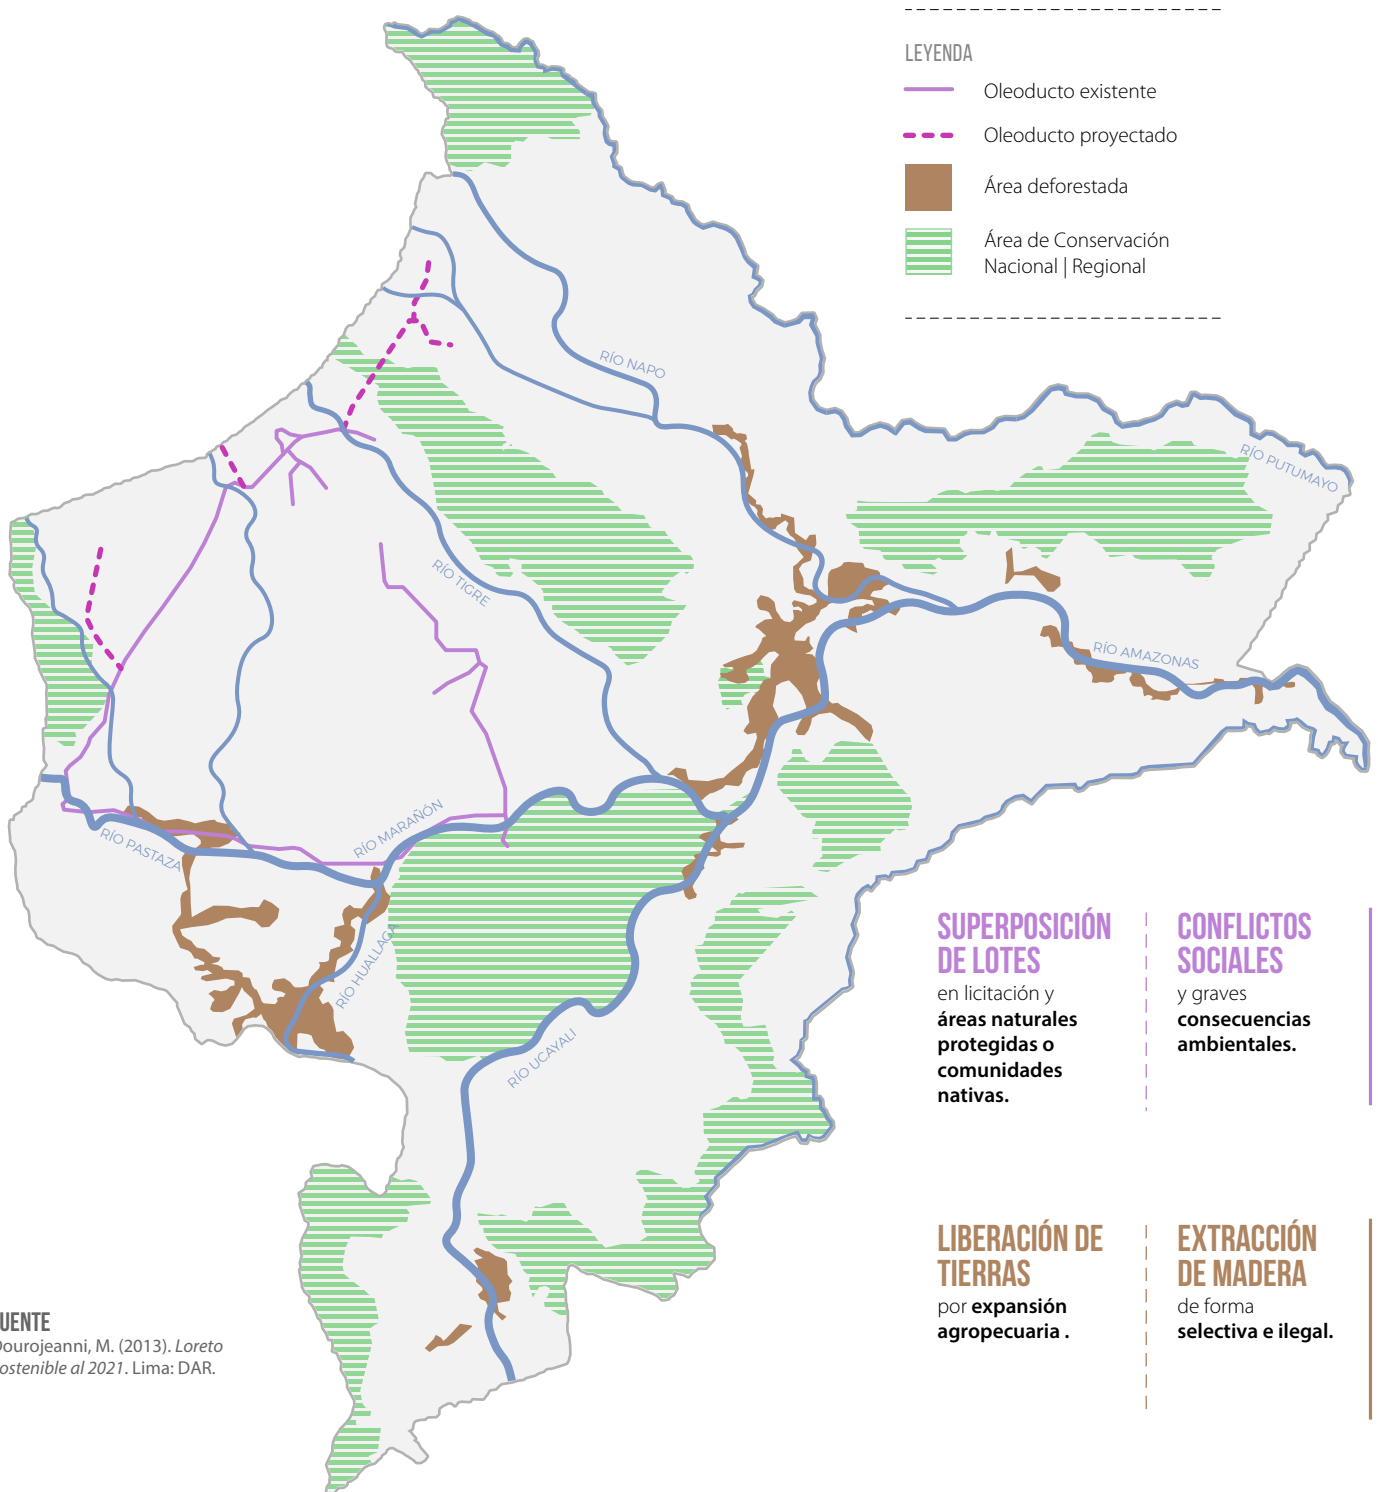 LEYENDA
Oleoducto existente
Oleoducto proyectado
Área deforestada
Área de Conservación
Nacional | Regional
RÍO NAPO
RÍO PUTUMAYO
RÍO TIGRE
RÍO AMAZONAS
RÍO MARAÑÓN
RÍO PASTAZA
RÍO HUALLAGA
RÍO UCAYALI
SUPERPOSICIÓN
DE LOTES
en licitación y
áreas naturales
protegidas o
comunidades
nativas.
CONFLICTOS
SOCIALES
y graves
consecuencias
ambientales.
LIBERACIÓN DE
TIERRAS
por expansión
agropecuaria .
EXTRACCIÓN
DE MADERA
de forma
selectiva e ilegal.
UENTE
Dourojeanni, M. (2013). Loreto
ostenible al 2021. Lima: DAR.